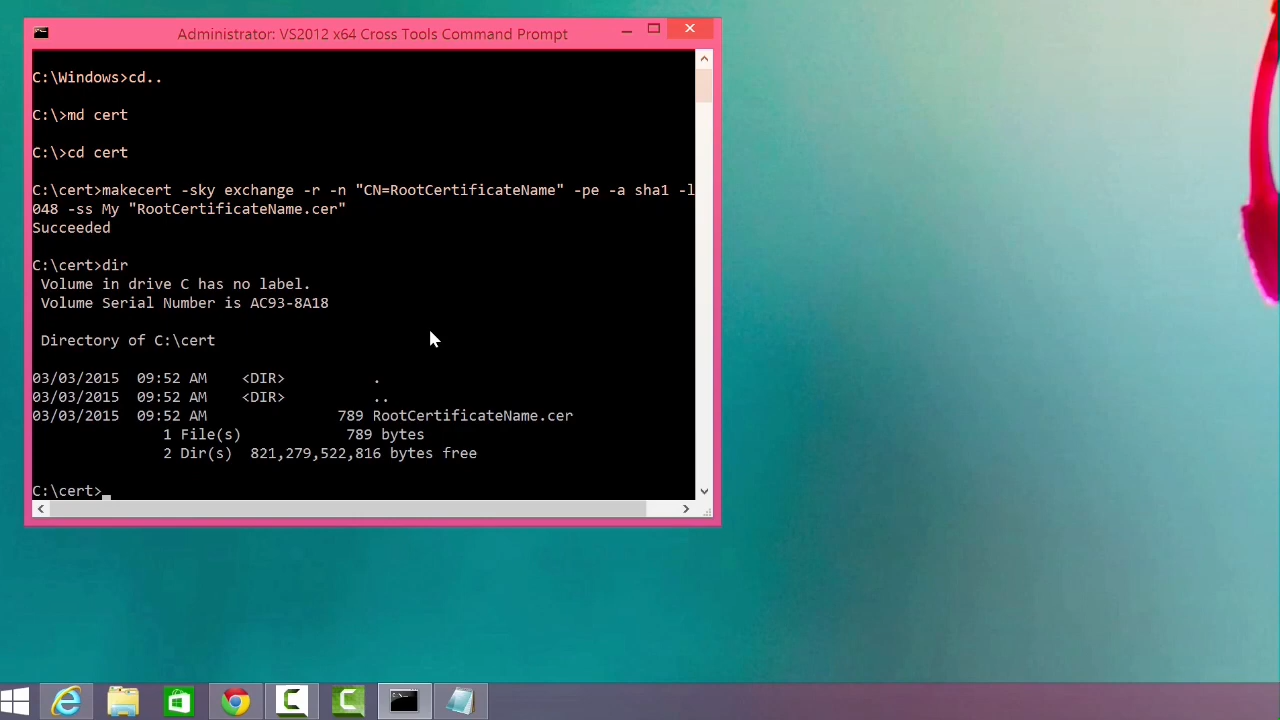 Administrator: VS2012 x64 Cross Tools Command Prompt
C:\Windows>cd..
C:\>md cert
C:\>cd cert
C:\cert>makecert -sky exchange -r -n "CN=RootCertificateName" -pe -a sha1 -l
048 -ss My "RootCertificateName.cer"
Succeeded
C:\cert>dir
Volume in drive C has no label.
Volume Serial Number is AC93-8A18
Directory of C:\cert
03/03/2015 09:52 AM <DIR> .
03/03/2015 09:52 AM <DIR> ..
03/03/2015 09:52 AM 789 RootCertificateName.cer
1 File(s) 789 bytes
2 Dir(s) 821,279,522,816 bytes free
C:\cert>